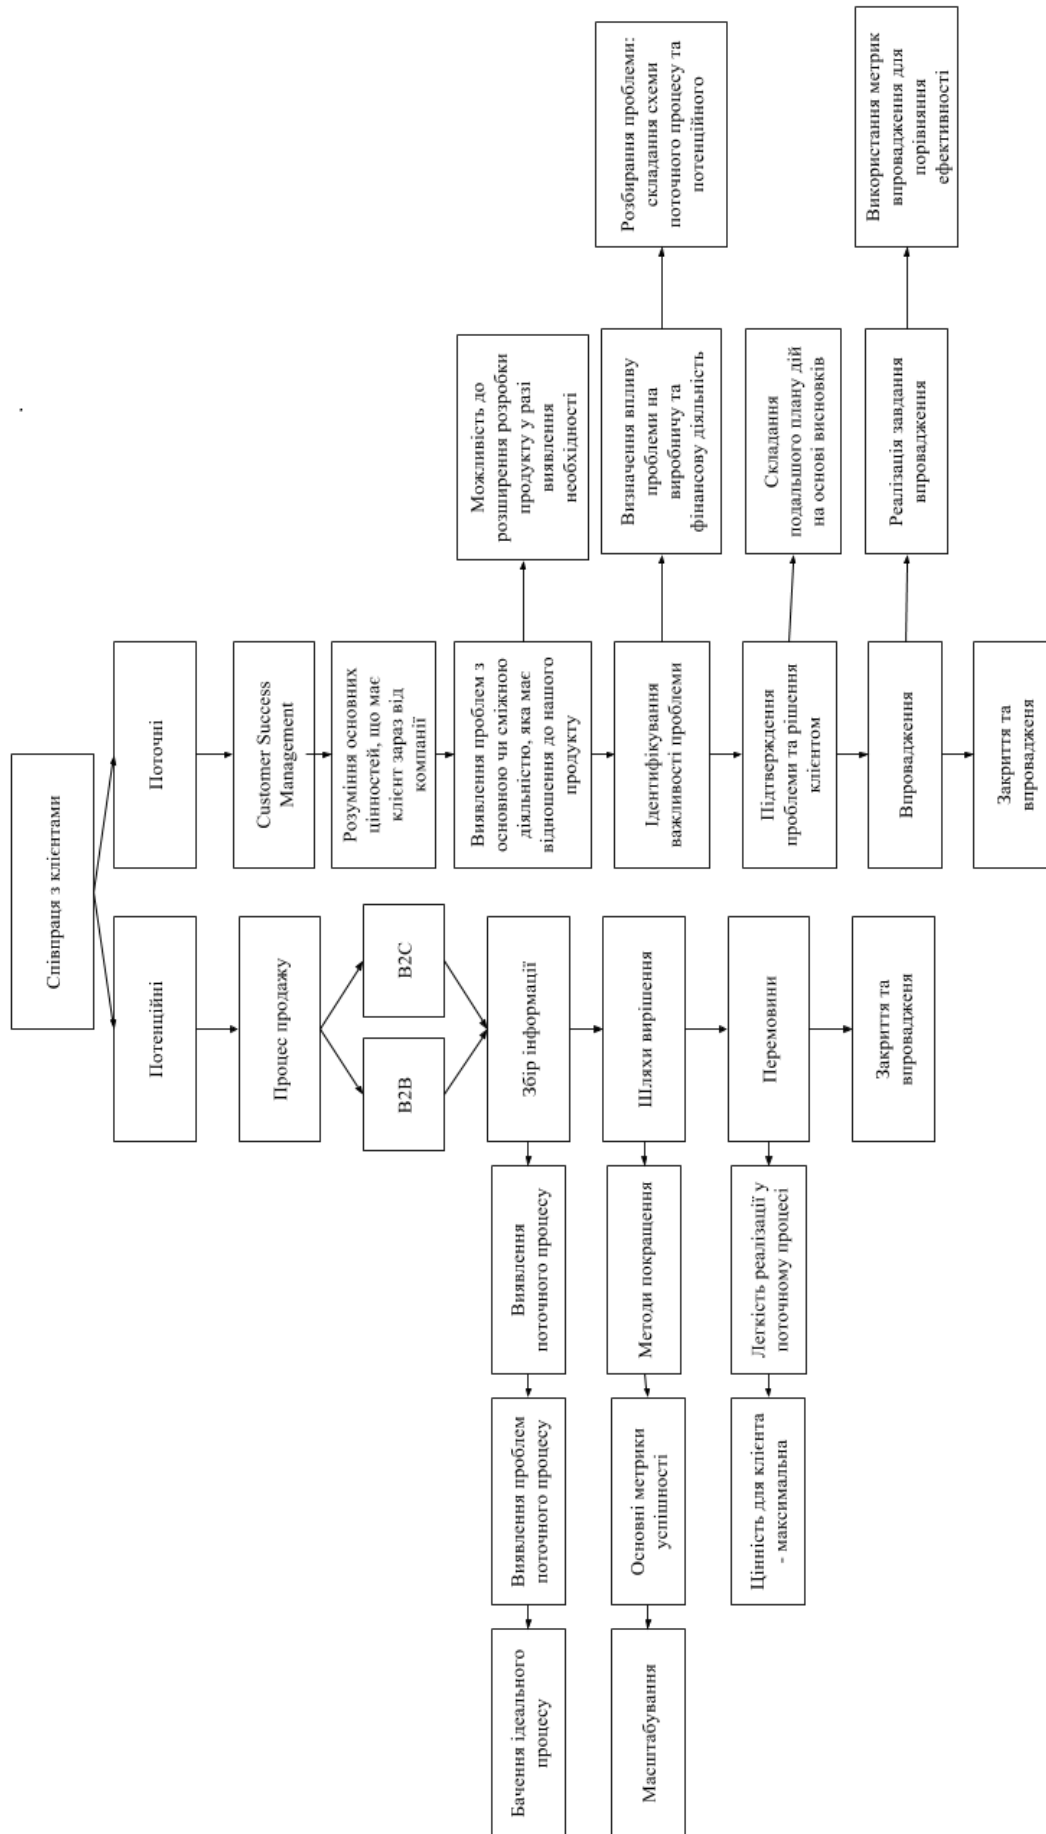 Співпраця з клієнтами
Потенційні
Поточні
Процес продажу
Customer Success
Management
B2B
B2C
Розуміння основних
цінностей, що має
клієнт зараз від
компанії
Бачення ідеального
процесу
Виявлення проблем
поточного процесу
Виявлення
поточного процесу
Збір інформації
Виявлення проблем з
основною чи сміжною
діяльністю, яка має
відношення до нашого
продукту
Можливість до
розширення розробки
продукту у разі
виявлення
необхідності
Масштабування
Основні метрики
успішності
Методи покращення
Шляхи вирішення
Ідентифікування
важливості проблеми
Визначення впливу
проблеми на
виробничу та
фінансову діяльність
Розбирання проблеми:
складання схеми
поточного процесу та
потенційного
Цінність для клієнта
- максимальна
Легкість реалізації у
поточному процесі
Перемовини
Підтвердження
проблеми та рішення
клієнтом
Складання
подальшого плану дій
на основі висновків
Закриття та
впровадженя
Впровадження
Реалізація завдання
впровадження
Використання метрик
впровадження для
порівняння
ефективності
Закриття та
впровадженя